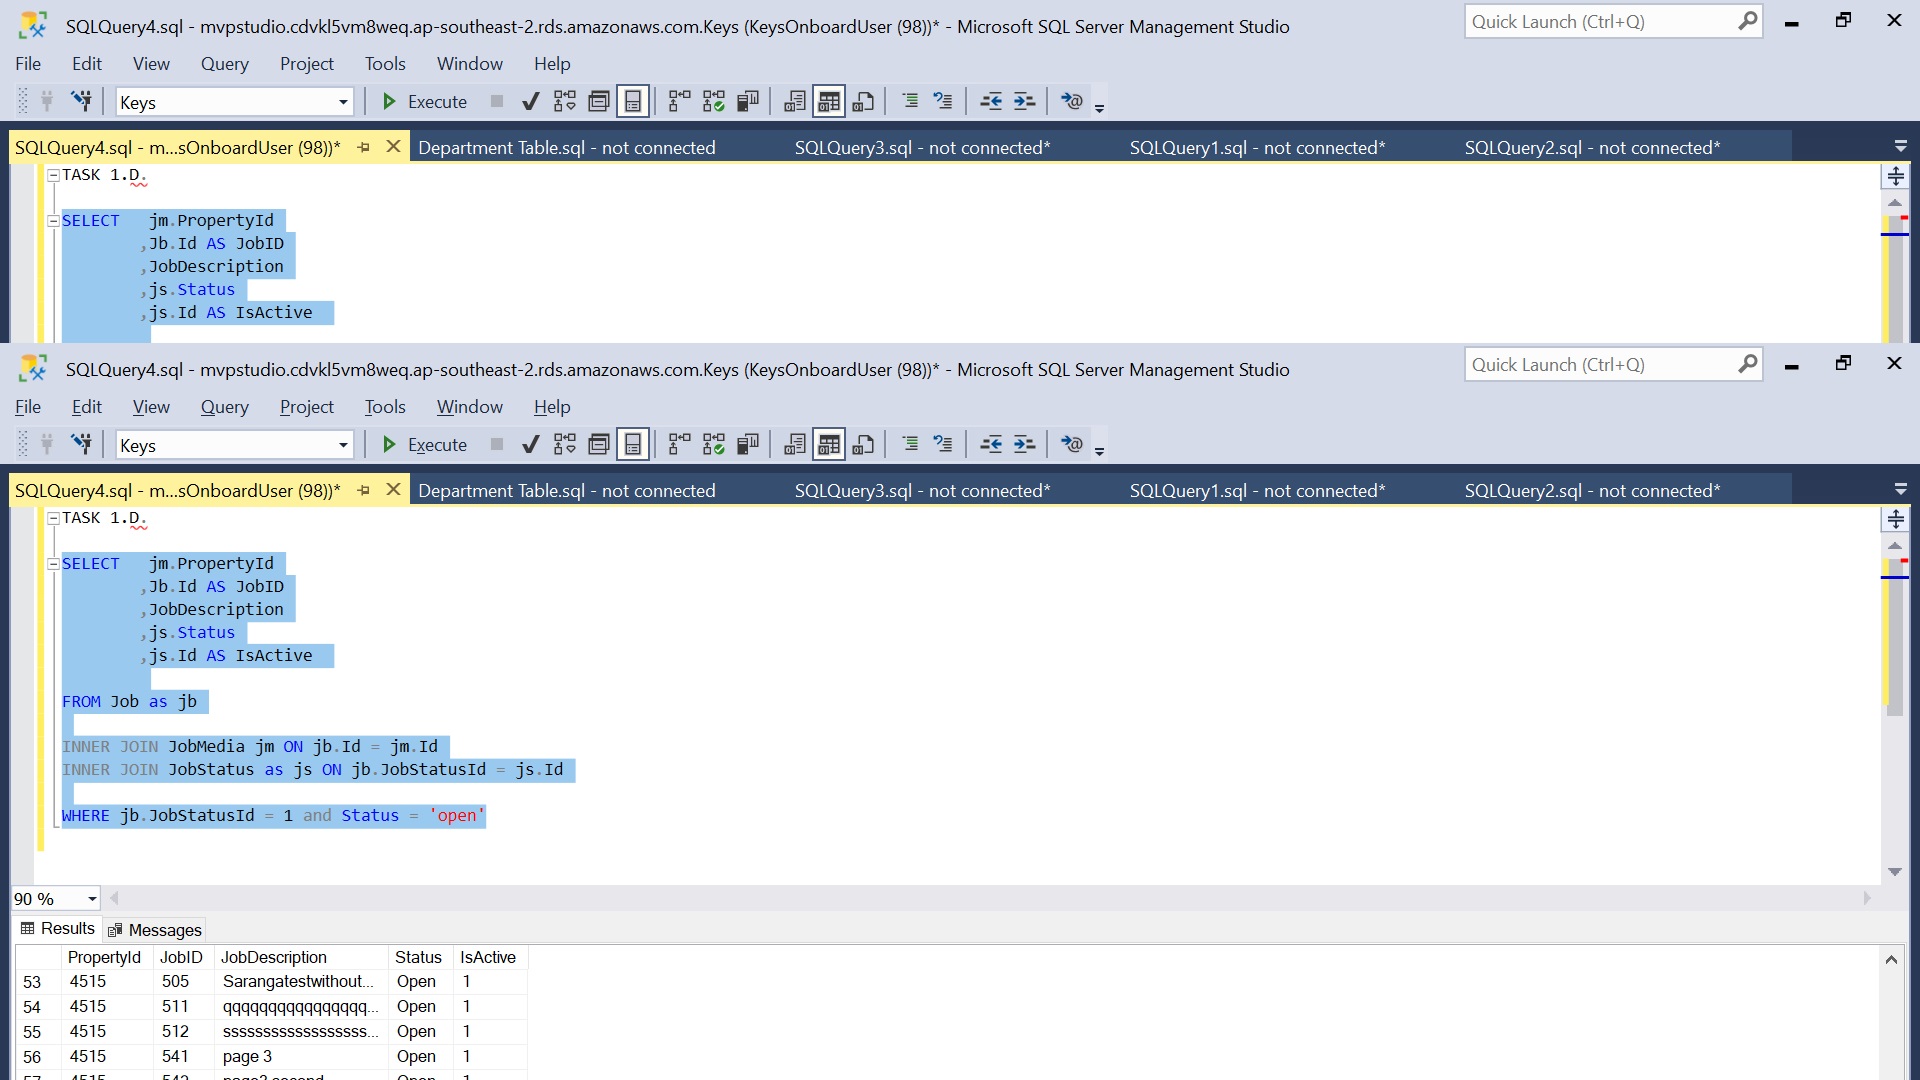 SQLQuery4.sql - mvpstudio.cdvkl5vm8weq.ap-southeast-2.rds.amazonaws.com.Keys (KeysOnboardUser (98))* - Microsoft SQL Server Management Studio
Quick Launch (Ctrl+Q)
File Edit View Query Project Tools Window Help
Keys Execute
SQLQuery4.sql - m...sOnboardUser (98))* Department Table.sql - not connected SQLQuery3.sql - not connected* SQLQuery1.sql - not connected* SQLQuery2.sql - not connected*
TASK 1.D.
SELECT jm.PropertyId
,Jb.Id AS JobID
,JobDescription
,js.Status
,js.Id AS IsActive
SQLQuery4.sql - mvpstudio.cdvkl5vm8weq.ap-southeast-2.rds.amazonaws.com.Keys (KeysOnboardUser (98))* - Microsoft SQL Server Management Studio
Quick Launch (Ctrl+Q)
File Edit View Query Project Tools Window Help
Keys Execute
SQLQuery4.sql - m...sOnboardUser (98))* Department Table.sql - not connected SQLQuery3.sql - not connected* SQLQuery1.sql - not connected* SQLQuery2.sql - not connected*
TASK 1.D.
SELECT jm.PropertyId
,Jb.Id AS JobID
,JobDescription
,js.Status
,js.Id AS IsActive
FROM Job as jb
INNER JOIN JobMedia jm ON jb.Id = jm.Id
INNER JOIN JobStatus as js ON jb.JobStatusId = js.Id
WHERE jb.JobStatusId = 1 and Status = 'open'
90 %
Results Messages
PropertyId JobID JobDescription Status IsActive
53 4515 505 Sarangatestwithout... Open 1
54 4515 511 qqqqqqqqqqqqqqqq... Open 1
55 4515 512 ssssssssssssssssss... Open 1
56 4515 541 page 3 Open 1
57 4515 542 page3 second Open 1